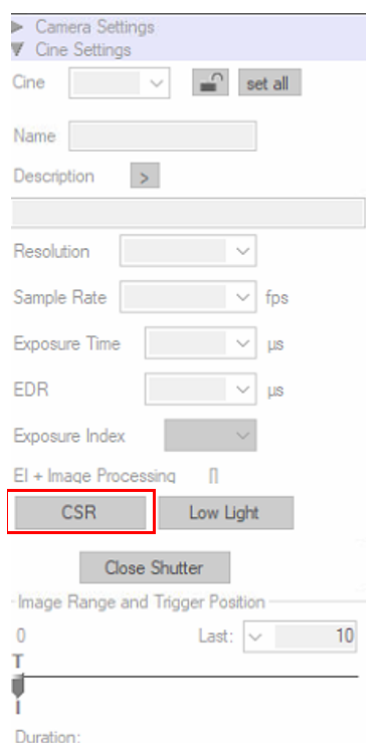 Camera Settings
Cine Settings
Cine set all
Name
Description >
Resolution
Sample Rate fps
Exposure Time µs
EDR µs
Exposure Index
EI + Image Processing
CSR Low Light
Close Shutter
Image Range and Trigger Position
0 Last: 10
T
I
Duration: